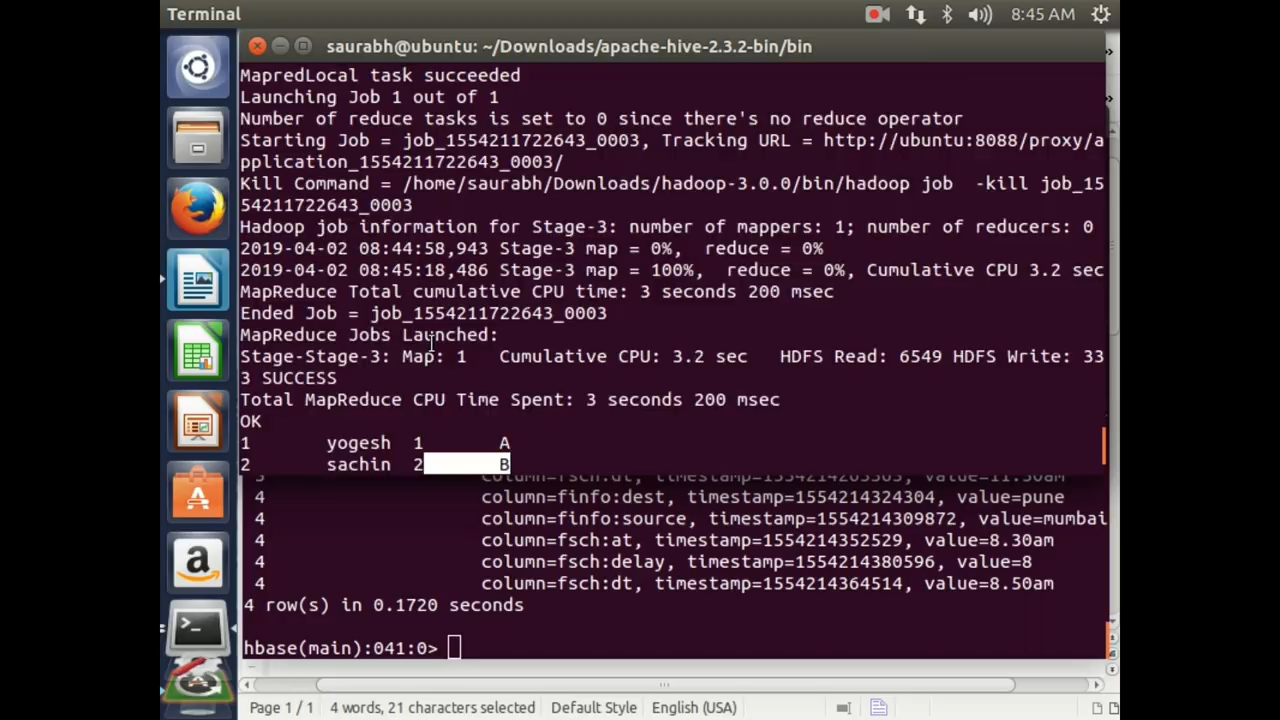 Terminal
8:45 AM
saurabh@ubuntu: ~/Downloads/apache-hive-2.3.2-bin/bin
MapredLocal task succeeded
Launching Job 1 out of 1
Number of reduce tasks is set to 0 since there's no reduce operator
Starting Job = job_1554211722643_0003, Tracking URL = http://ubuntu:8088/proxy/a
pplication_1554211722643_0003/
Kill Command = /home/saurabh/Downloads/hadoop-3.0.0/bin/hadoop job  -kill job_15
54211722643_0003
Hadoop job information for Stage-3: number of mappers: 1; number of reducers: 0
2019-04-02 08:44:58,943 Stage-3 map = 0%,  reduce = 0%
2019-04-02 08:45:18,486 Stage-3 map = 100%,  reduce = 0%, Cumulative CPU 3.2 sec
MapReduce Total cumulative CPU time: 3 seconds 200 msec
Ended Job = job_1554211722643_0003
MapReduce Jobs Launched:
Stage-Stage-3: Map: 1   Cumulative CPU: 3.2 sec   HDFS Read: 6549 HDFS Write: 33
3 SUCCESS
Total MapReduce CPU Time Spent: 3 seconds 200 msec
OK
1 yogesh 1 A
2 sachin 2 B
column=fsch:dt, timestamp=1554214203503, value=11.30am
4 column=finfo:dest, timestamp=1554214324304, value=pune
4 column=finfo:source, timestamp=1554214309872, value=mumbai
4 column=fsch:at, timestamp=1554214352529, value=8.30am
4 column=fsch:delay, timestamp=1554214380596, value=8
4 column=fsch:dt, timestamp=1554214364514, value=8.50am
4 row(s) in 0.1720 seconds
hbase(main):041:0>
Page 1 / 1 4 words, 21 characters selected Default Style English (USA)